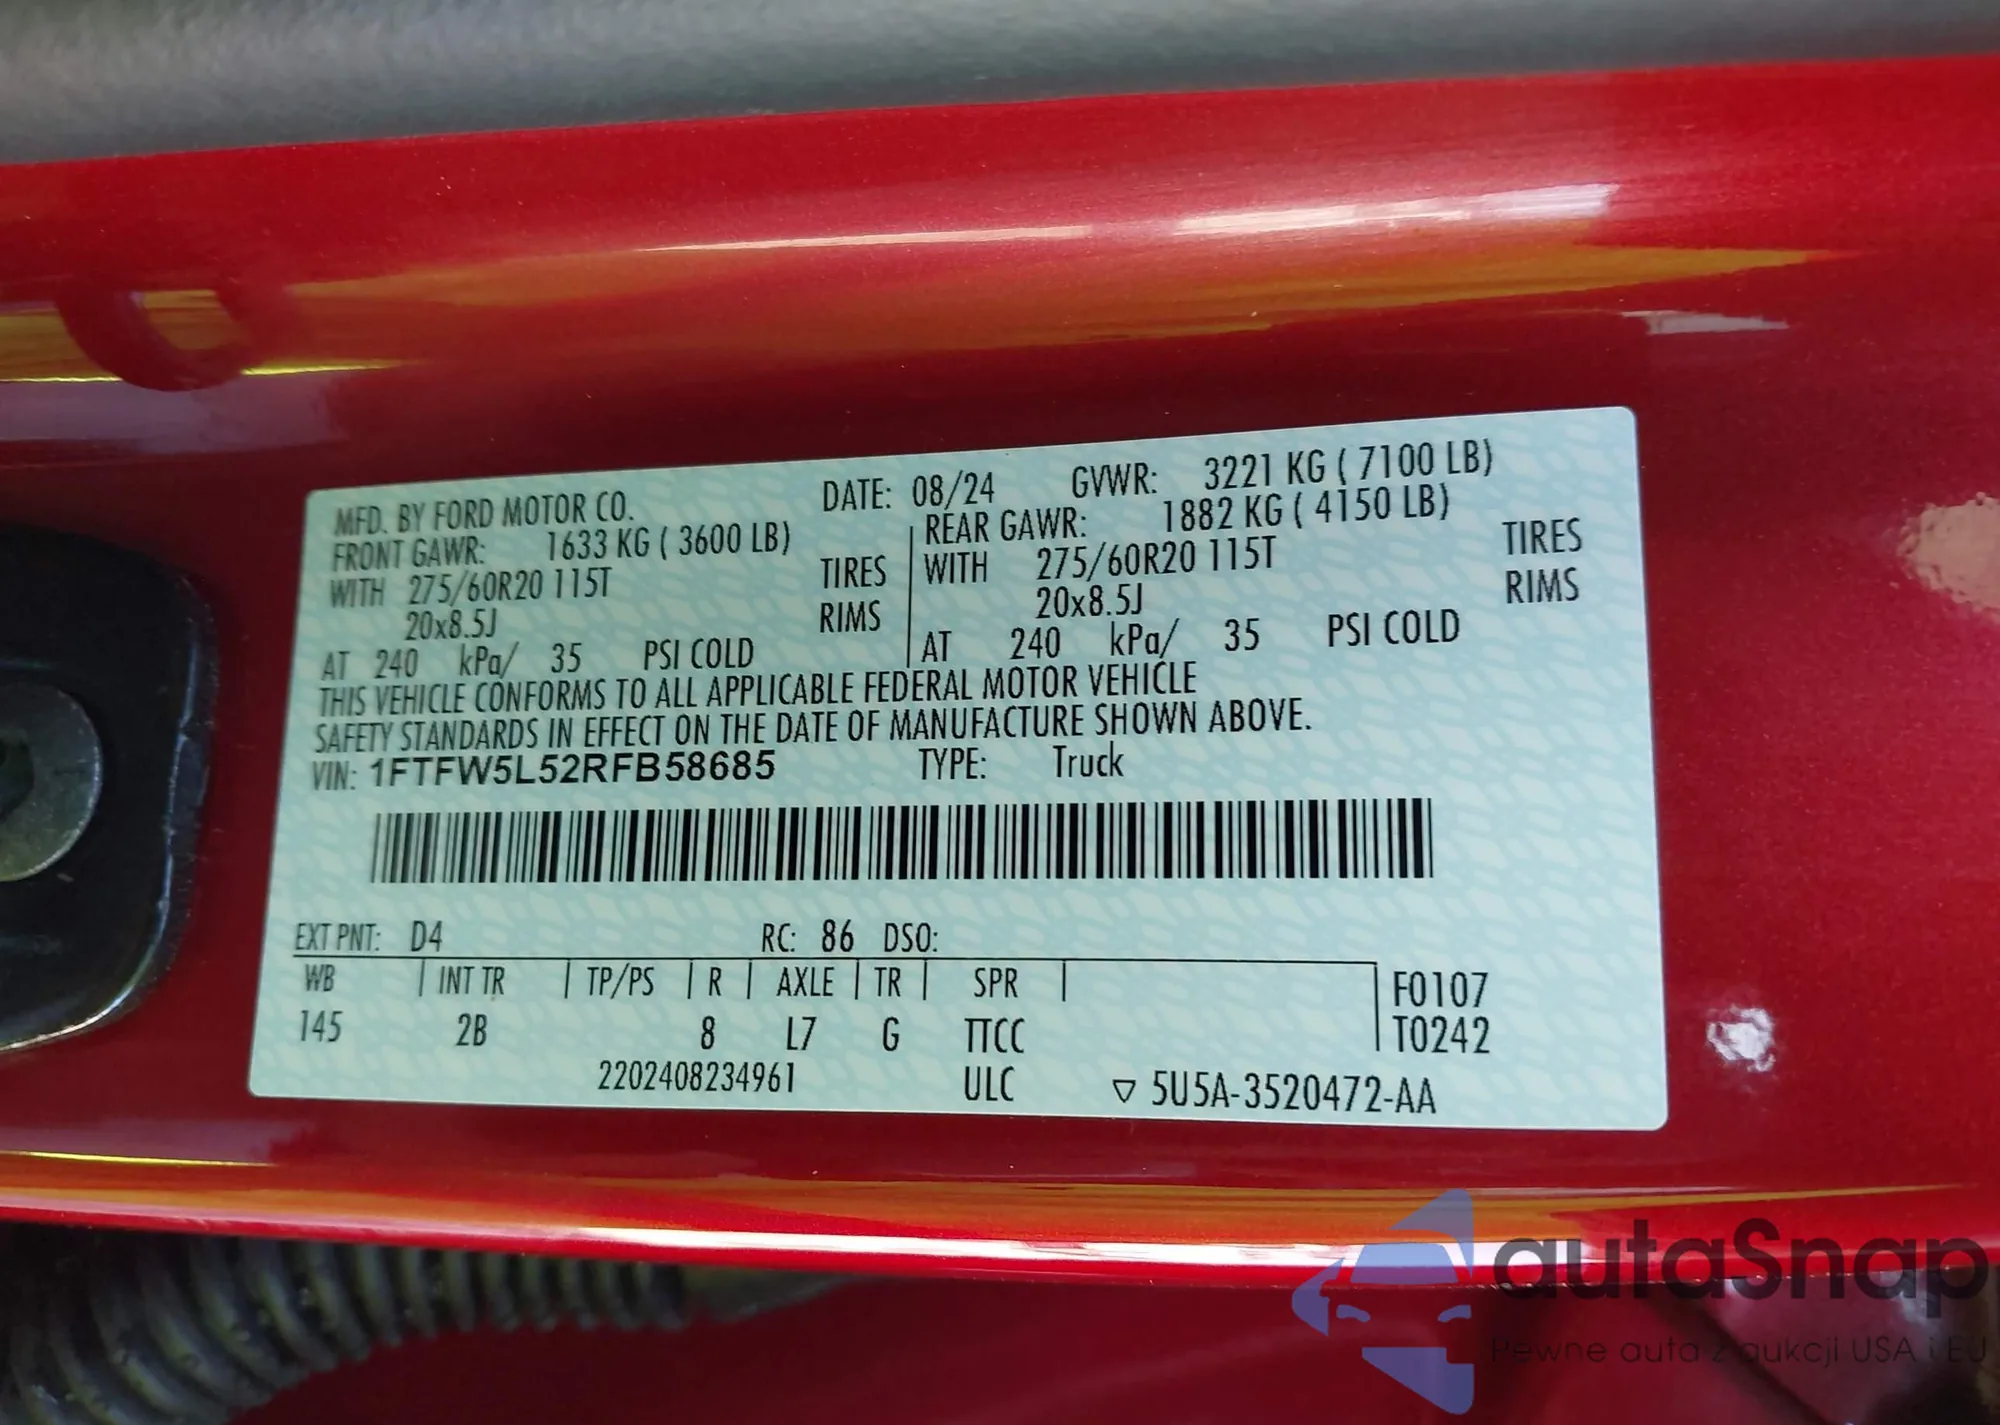 MFD. BY FORD MOTOR CO. DATE: 08/24 GVWR: 3221 KG ( 7100 LB)
FRONT GAWR: 1633 KG ( 3600 LB) REAR GAWR: 1882 KG ( 4150 LB)
WITH 275/60R20 115T TIRES WITH 275/60R20 115T TIRES
20x8.5J RIMS 20x8.5J RIMS
AT 240 kPa/ 35 PSI COLD AT 240 kPa/ 35 PSI COLD
THIS VEHICLE CONFORMS TO ALL APPLICABLE FEDERAL MOTOR VEHICLE
SAFETY STANDARDS IN EFFECT ON THE DATE OF MANUFACTURE SHOWN ABOVE.
VIN: 1FTFW5L52RFB58685 TYPE: Truck
EXT PNT: D4 RC: 86 DSO:
WB INT TR TP/PS R AXLE TR SPR F0107
145 2B 8 L7 G TTCC T0242
2202408234961 ULC ▽ 5U5A-3520472-AA
autaSnap
Pewne auta z aukcji USA i EU